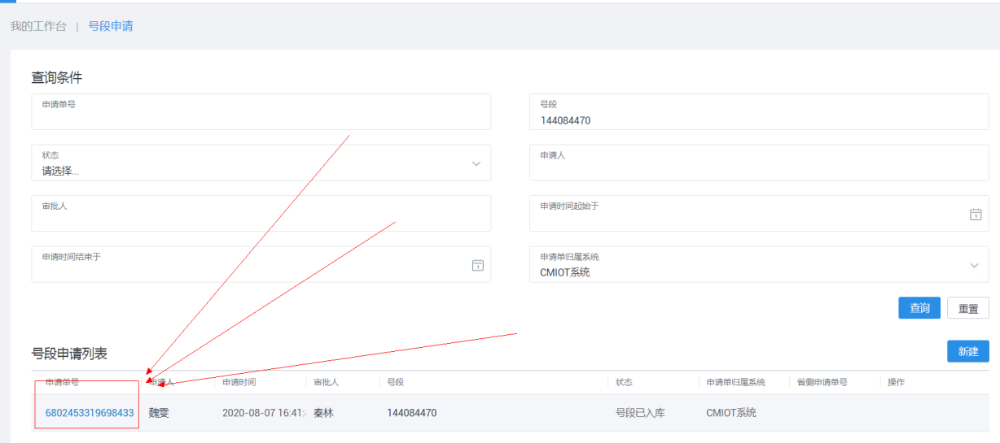 我的工作台 | 号段申请
查询条件
申请单号
号段
144084470
状态
请选择...
申请人
审批人
申请时间起始于
申请时间结束于
申请单归属系统
CMIOT系统
查询 重置
号段申请列表 新建
申请单号 申请人 申请时间 审批人 号段 状态 申请单归属系统 省侧申请单号 操作
6802453319698433 魏雯 2020-08-07 16:41: 秦林 144084470 号段已入库 CMIOT系统